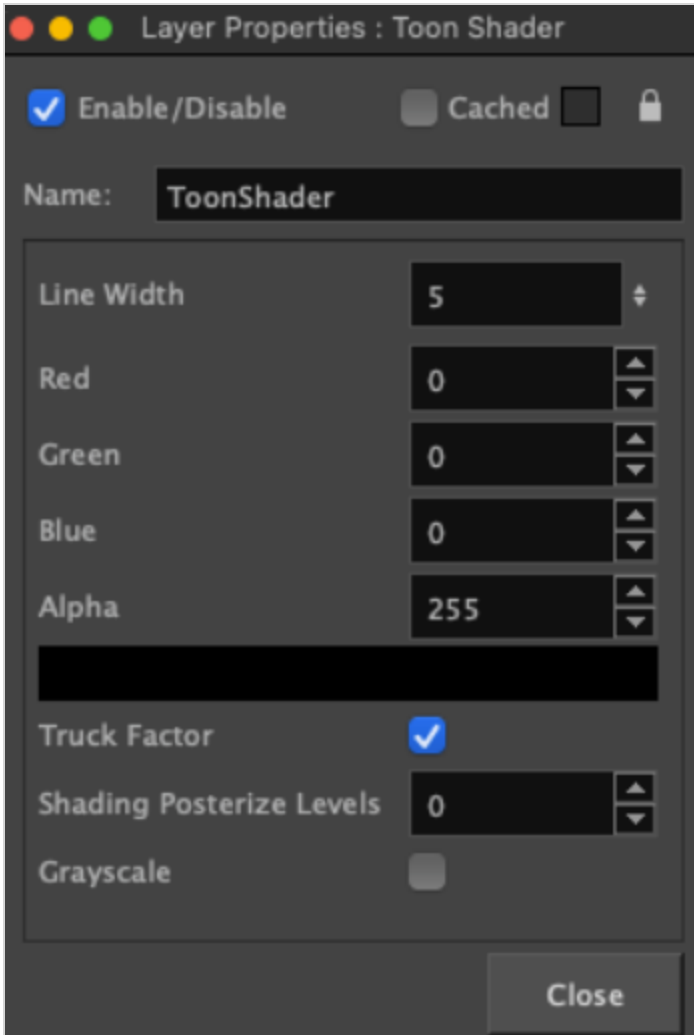 Layer Properties : Toon Shader
Enable/Disable Cached
Name: ToonShader
Line Width 5
Red 0
Green 0
Blue 0
Alpha 255
Truck Factor
Shading Posterize Levels 0
Grayscale
Close